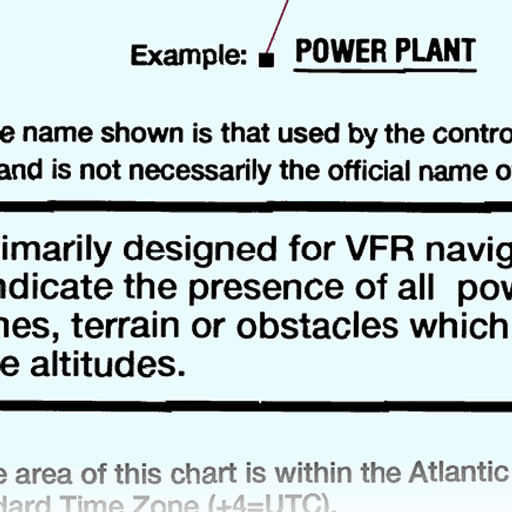 Example: ■ POWER PLANT
e name shown is that used by the contro
and is not necessarily the official name o
imarily designed for VFR navig
ndicate the presence of all pow
nes, terrain or obstacles which
e altitudes.
e area of this chart is within the Atlantic
dard Time Zone (+4=UTC).